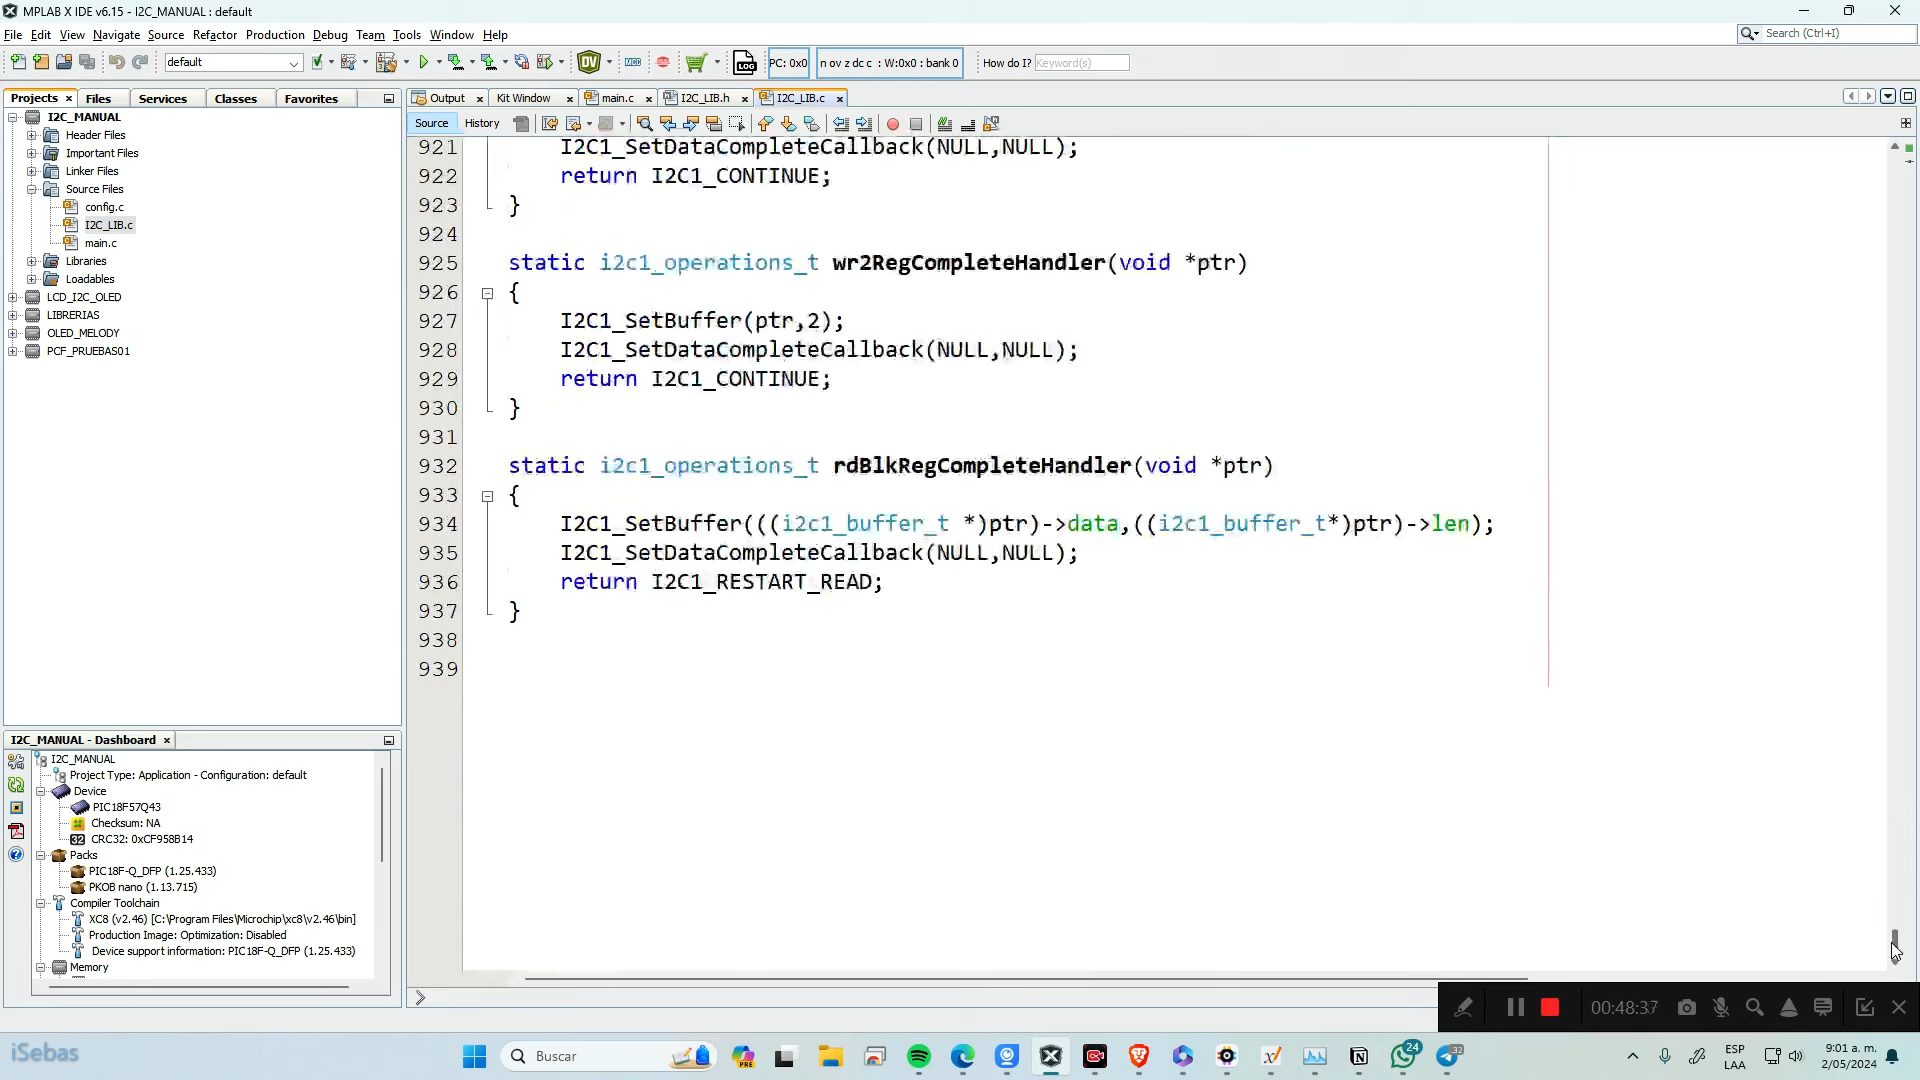 MPLAB X IDE v6.15 - I2C_MANUAL : default
File Edit View Navigate Source Refactor Production Debug Team Tools Window Help
Search (Ctrl+I)
default
PC: 0x0
n ov z dc c : W:0x0 : bank 0
How do I? Keyword(s)
Projects
Files
Services
Classes
Favorites
Output
Kit Window
main.c
I2C_LIB.h
I2C_LIB.c
Source
History
I2C_MANUAL
Header Files
Important Files
Linker Files
Source Files
config.c
I2C_LIB.c
main.c
Libraries
Loadables
LCD_I2C_OLED
LIBRERIAS
OLED_MELODY
PCF_PRUEBAS01
921 I2C1_SetDataCompleteCallback(NULL,NULL);
922 return I2C1_CONTINUE;
923 }
924
925 static i2c1_operations_t wr2RegCompleteHandler(void *ptr)
926 {
927 I2C1_SetBuffer(ptr,2);
928 I2C1_SetDataCompleteCallback(NULL,NULL);
929 return I2C1_CONTINUE;
930 }
931
932 static i2c1_operations_t rdBlkRegCompleteHandler(void *ptr)
933 {
934 I2C1_SetBuffer(((i2c1_buffer_t *)ptr)->data,((i2c1_buffer_t*)ptr)->len);
935 I2C1_SetDataCompleteCallback(NULL,NULL);
936 return I2C1_RESTART_READ;
937 }
938
939
I2C_MANUAL - Dashboard
I2C_MANUAL
Project Type: Application - Configuration: default
Device
PIC18F57Q43
Checksum: NA
CRC32: 0xCF958B14
Packs
PIC18F-Q_DFP (1.25.433)
PKOB nano (1.13.715)
Compiler Toolchain
XC8 (v2.46) [C:\Program Files\Microchip\xc8\v2.46\bin]
Production Image: Optimization: Disabled
Device support information: PIC18F-Q_DFP (1.25.433)
Memory
00:48:37
iSebas
Buscar
24
32
ESP
LAA
9:01 a. m.
2/05/2024